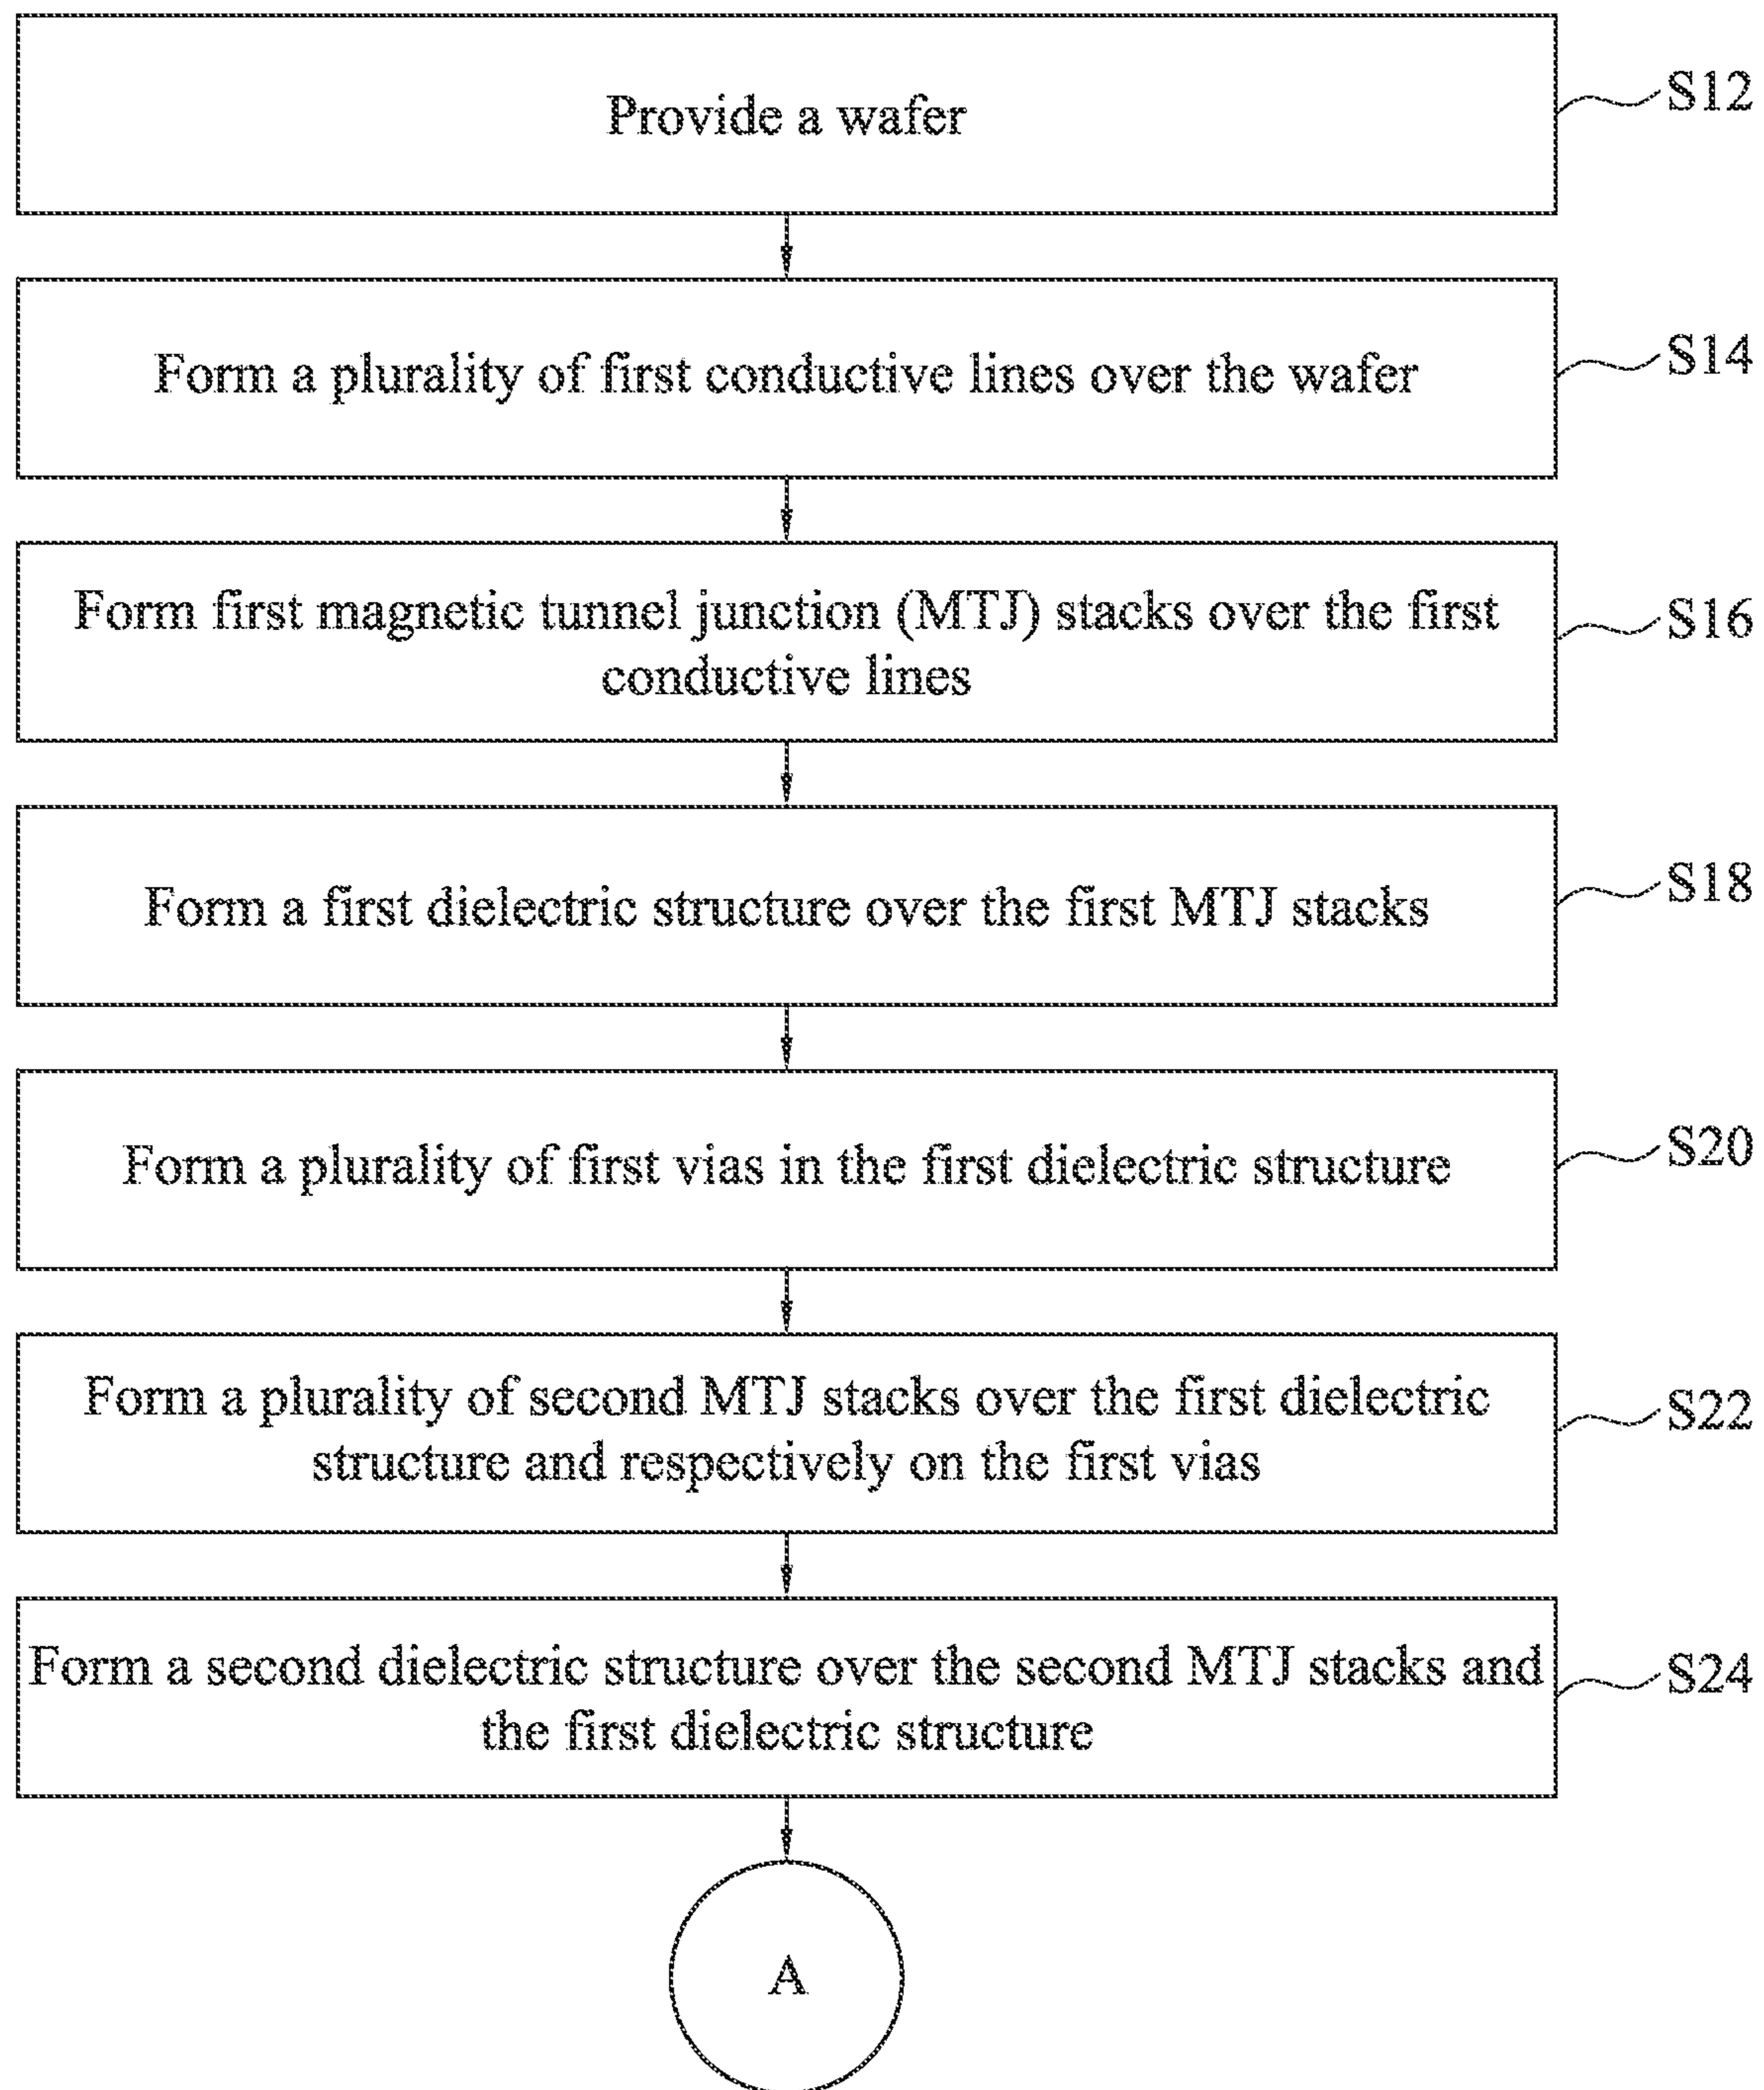 Provide a wafer
S12
Form a plurality of first conductive lines over the wafer
S14
Form first magnetic tunnel junction (MTJ) stacks over the first
conductive lines
S16
Form a first dielectric structure over the first MTJ stacks
S18
Form a plurality of first vias in the first dielectric structure
S20
Form a plurality of second MTJ stacks over the first dielectric
structure and respectively on the first vias
S22
Form a second dielectric structure over the second MTJ stacks and
the first dielectric structure
S24
A